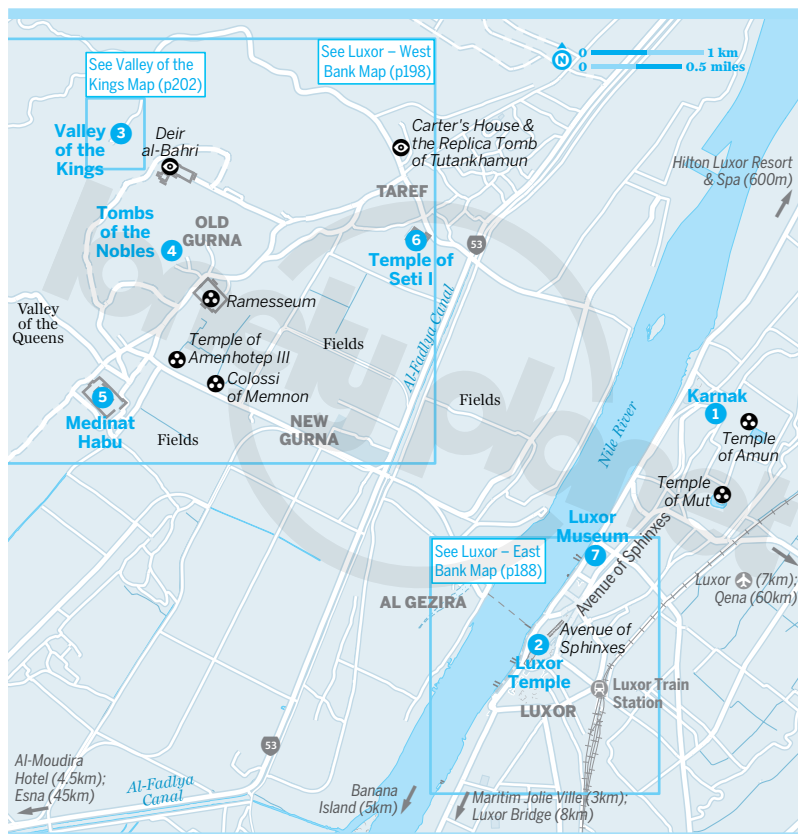 See Valley of the
Kings Map (p202)
See Luxor – West
Bank Map (p198)
N
0 1 km
0 0.5 miles
3
Valley
of the
Kings
Deir
al-Bahri
Carter's House &
the Replica Tomb
of Tutankhamun
Hilton Luxor Resort
& Spa (600m)
TAREF
Tombs
of the
Nobles
4
OLD
GURNA
6
Temple of
Seti I
53
Ramesseum
Valley
of the
Queens
Temple of
Amenhotep III
Fields
Al-Fadlya Canal
Colossi
of Memnon
5
Medinat
Habu
Fields
NEW
GURNA
Fields
Nile River
Karnak
1
Temple
of Amun
Temple
of Mut
Luxor
Museum
7
Avenue of Sphinxes
See Luxor – East
Bank Map (p188)
Luxor (7km);
Qena (60km)
AL GEZIRA
Avenue of
Sphinxes
2
Luxor
Temple
Luxor Train
Station
LUXOR
53
Al-Moudira
Hotel (4.5km);
Esna (45km)
Al-Fadlya
Canal
Banana
Island (5km)
Maritim Jolie Ville (3km);
Luxor Bridge (8km)
lonely planet